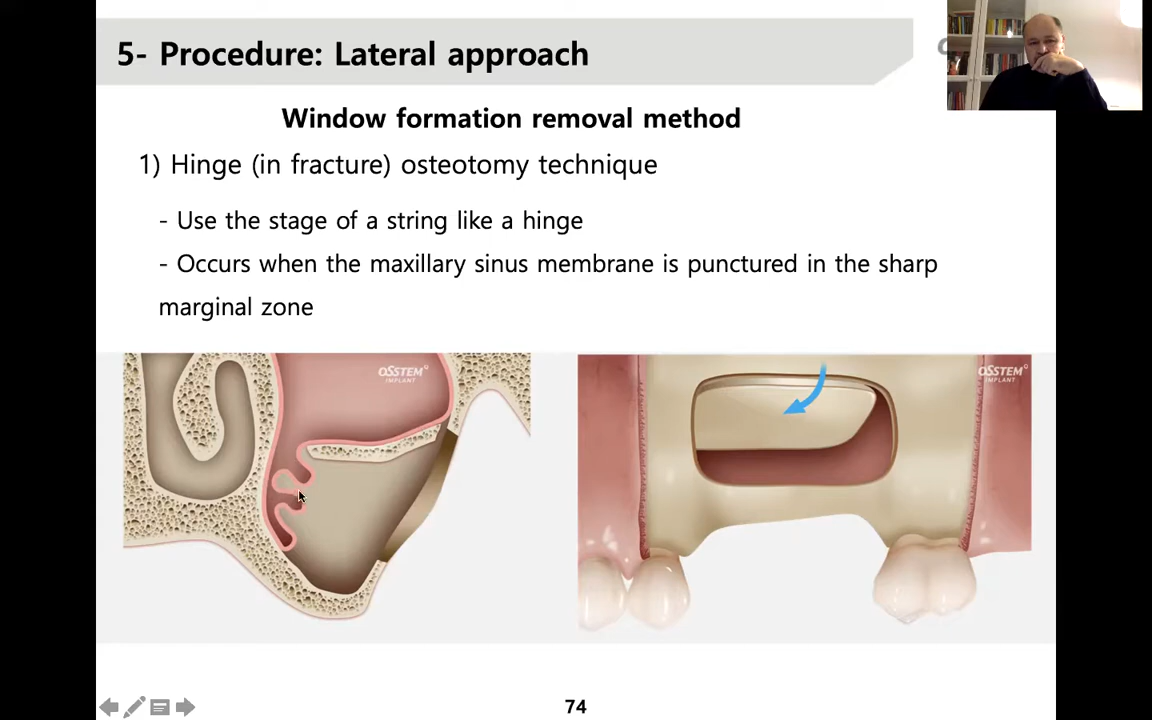 5- Procedure: Lateral approach
Window formation removal method
1) Hinge (in fracture) osteotomy technique
- Use the stage of a string like a hinge
- Occurs when the maxillary sinus membrane is punctured in the sharp
marginal zone
OSSTEM
IMPLANT
OSSTEM
IMPLANT
74